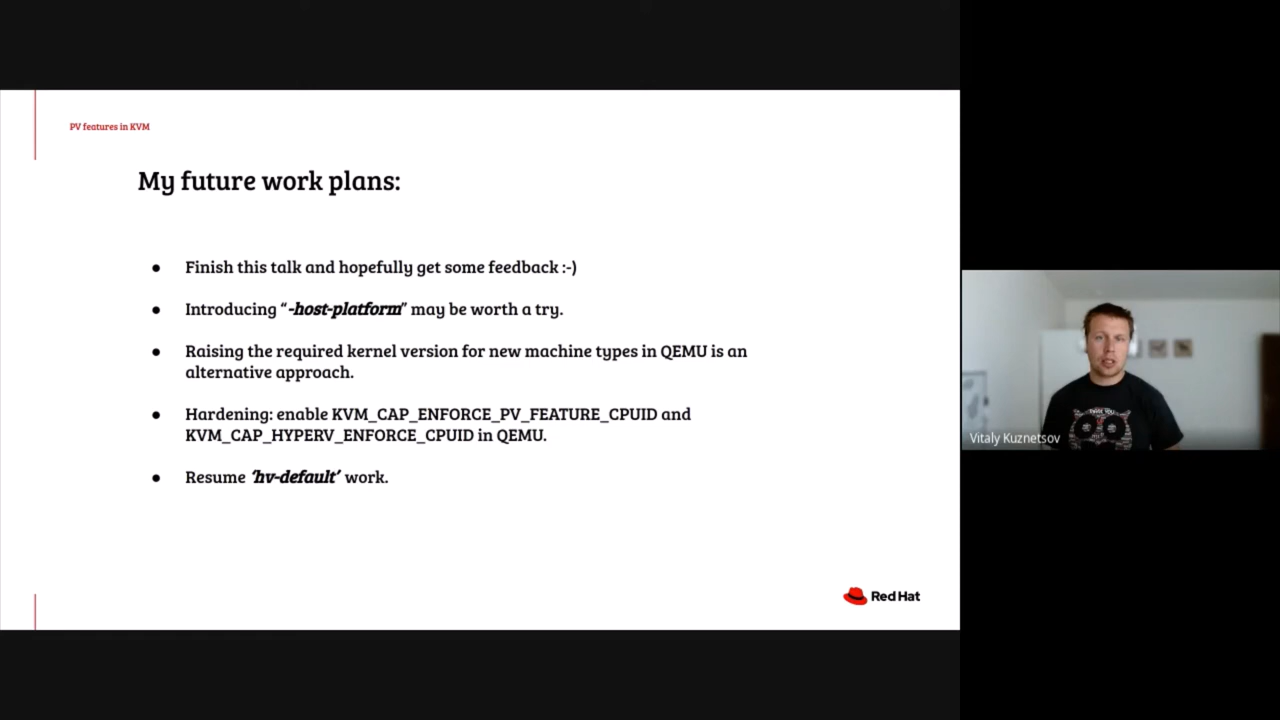 PV features in KVM
My future work plans:
● Finish this talk and hopefully get some feedback :-)
● Introducing “-host-platform” may be worth a try.
● Raising the required kernel version for new machine types in QEMU is an
alternative approach.
● Hardening: enable KVM_CAP_ENFORCE_PV_FEATURE_CPUID and
KVM_CAP_HYPERV_ENFORCE_CPUID in QEMU.
● Resume ‘hv-default’ work.
Red Hat
Vitaly Kuznetsov